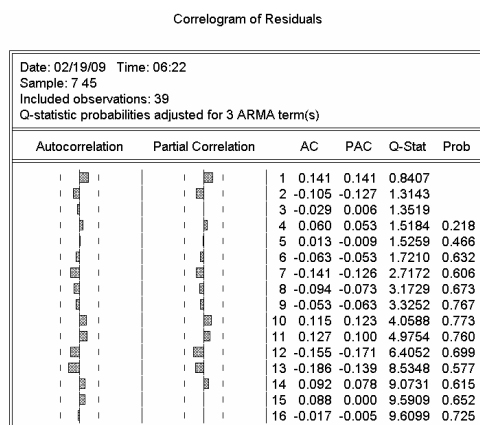 Correlogram of Residuals
Date: 02/19/09 Time: 06:22
Sample: 7 45
Included observations: 39
Q-statistic probabilities adjusted for 3 ARMA term(s)
Autocorrelation Partial Correlation AC PAC Q-Stat Prob
1 0.141 0.141 0.8407
2 -0.105 -0.127 1.3143
3 -0.029 0.006 1.3519
4 0.060 0.053 1.5184 0.218
5 0.013 -0.009 1.5259 0.466
6 -0.063 -0.053 1.7210 0.632
7 -0.141 -0.126 2.7172 0.606
8 -0.094 -0.073 3.1729 0.673
9 -0.053 -0.063 3.3252 0.767
10 0.115 0.123 4.0588 0.773
11 0.127 0.100 4.9754 0.760
12 -0.155 -0.171 6.4052 0.699
13 -0.186 -0.139 8.5348 0.577
14 0.092 0.078 9.0731 0.615
15 0.088 0.000 9.5909 0.652
16 -0.017 -0.005 9.6099 0.725